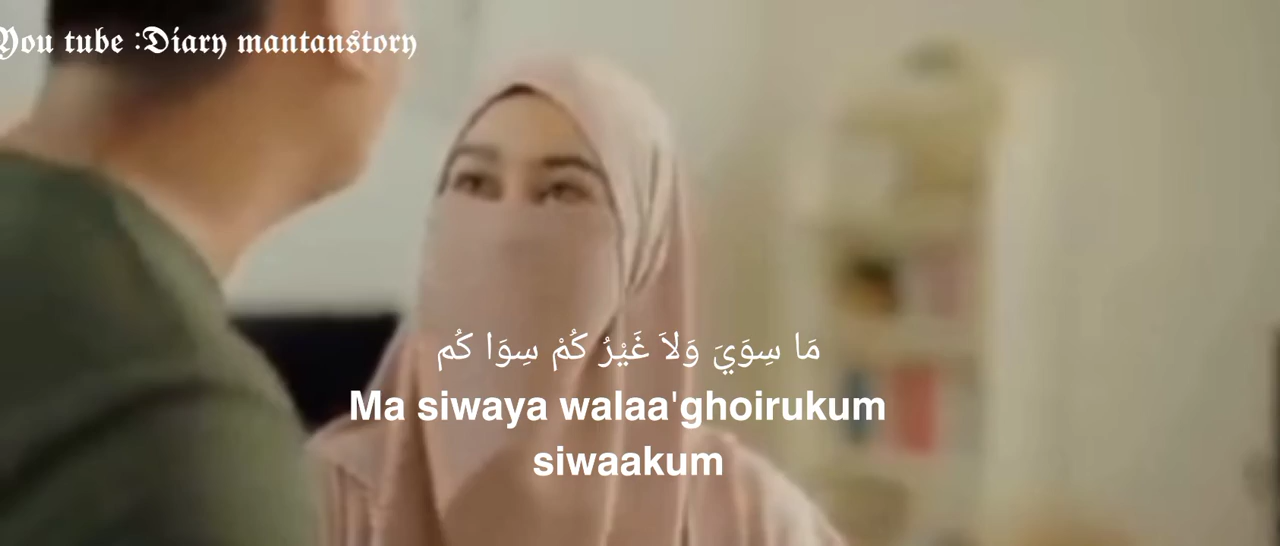 You tube :Diary mantanstory
مَا سِوَيَ وَلاَ غَيْرُ كُمْ سِوَا كُم
Ma siwaya walaa'ghoirukum
siwaakum